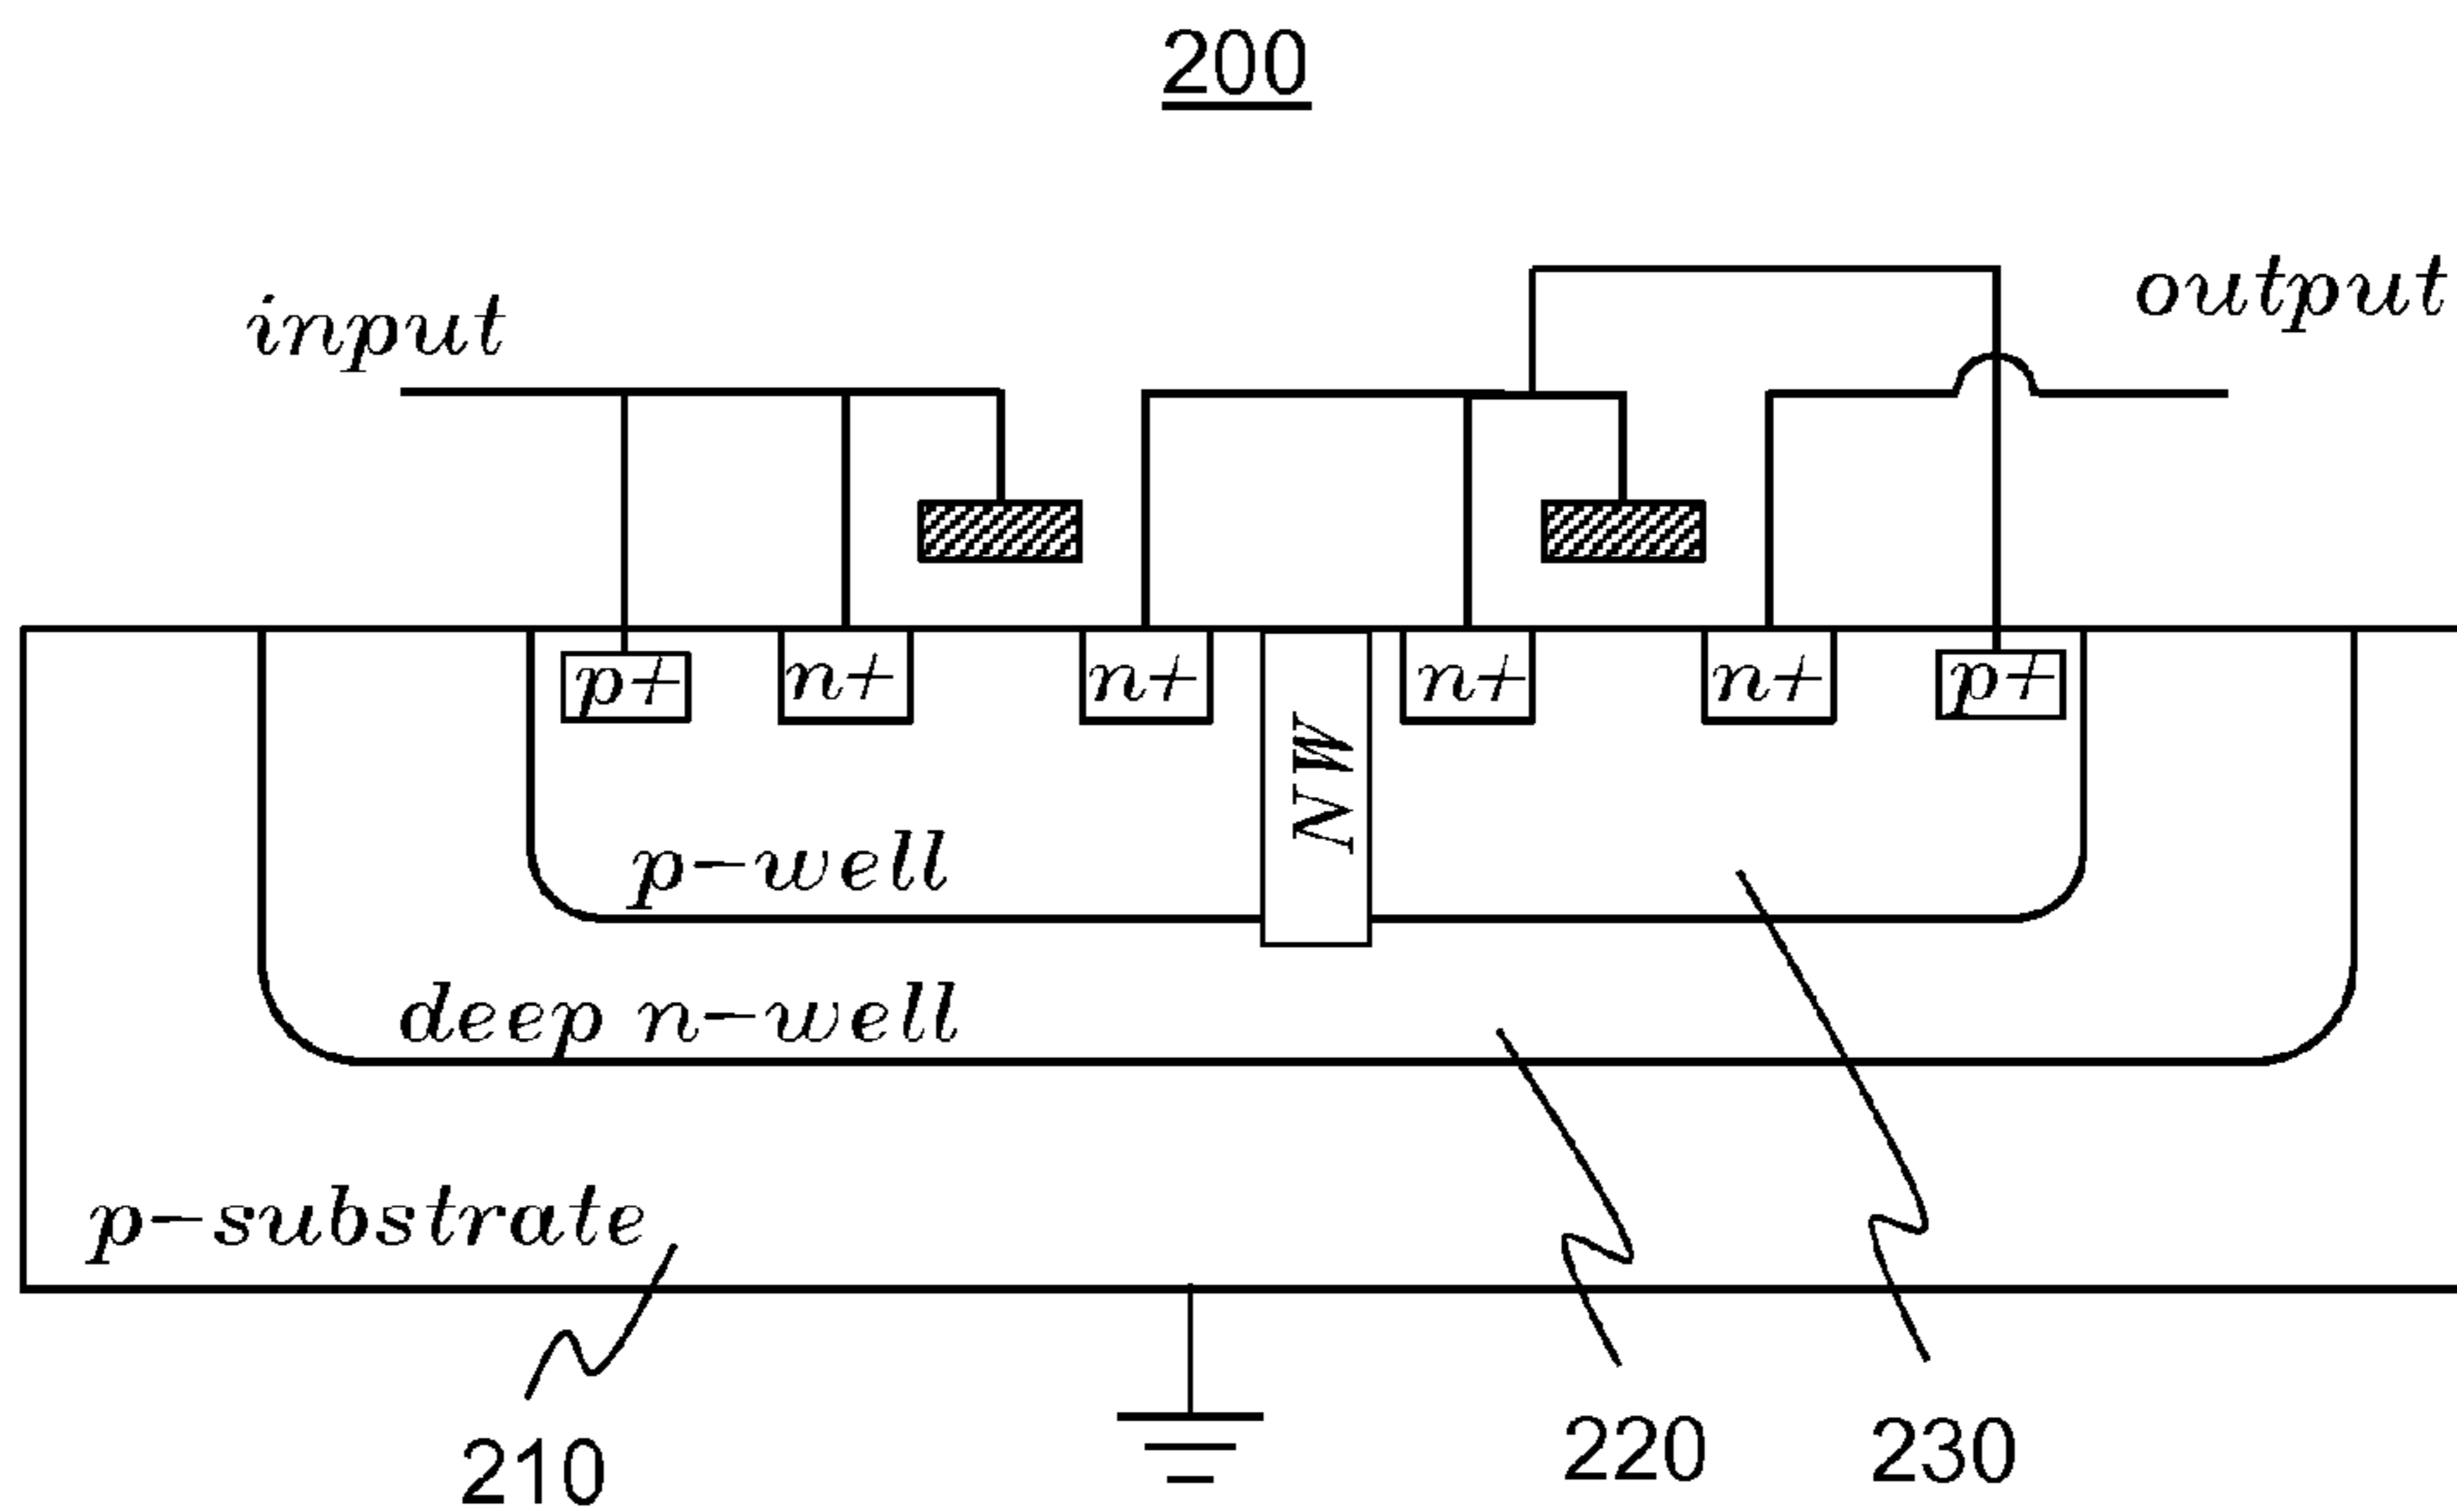 200
input
output
p+
n+
n+
NW
n+
n+
p+
p-well
deep n-well
p-substrate
210
220
230